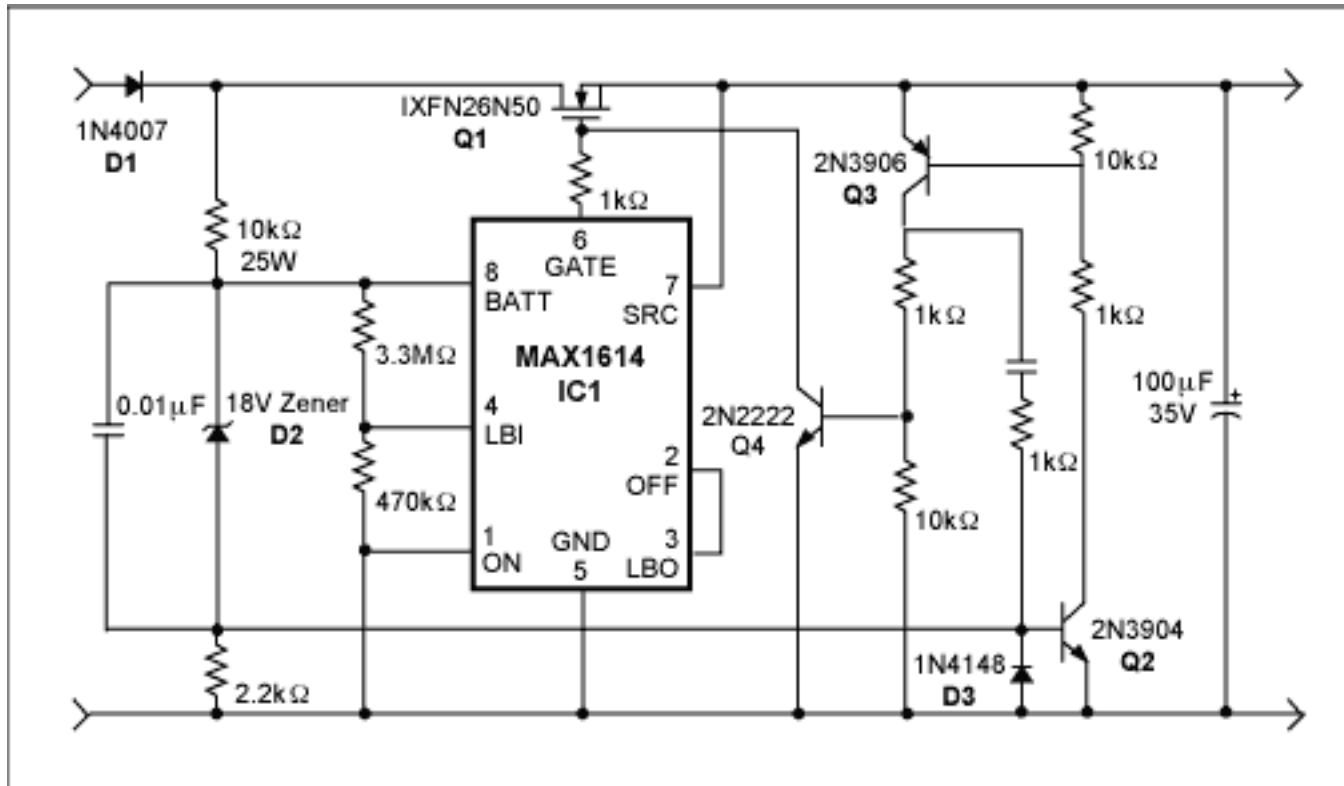 1N4007
D1
IXFN26N50
Q1
1kΩ
10kΩ
25W
0.01μF
18V Zener
D2
3.3MΩ
470kΩ
2.2kΩ
6
GATE
8
BATT
7
SRC
MAX1614
IC1
4
LBI
2
OFF
1
ON
GND
5
3
LBO
2N3906
Q3
10kΩ
1kΩ
1kΩ
2N2222
Q4
1kΩ
10kΩ
100μF
+
35V
1N4148
D3
2N3904
Q2